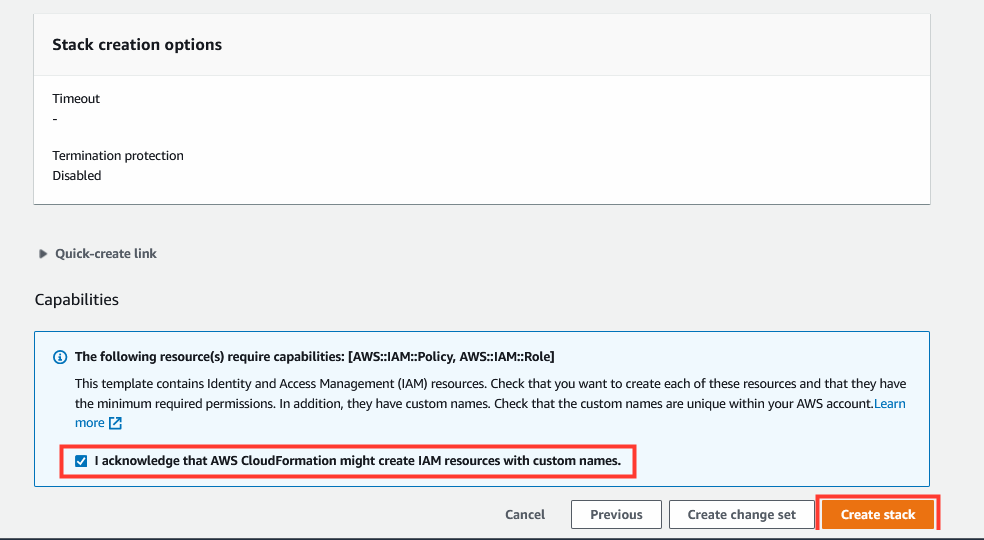 Stack creation options
Timeout
-
Termination protection
Disabled
Quick-create link
Capabilities
The following resource(s) require capabilities: [AWS::IAM::Policy, AWS::IAM::Role]
This template contains Identity and Access Management (IAM) resources. Check that you want to create each of these resources and that they have
the minimum required permissions. In addition, they have custom names. Check that the custom names are unique within your AWS account.Learn
more
I acknowledge that AWS CloudFormation might create IAM resources with custom names.
Cancel Previous Create change set Create stack